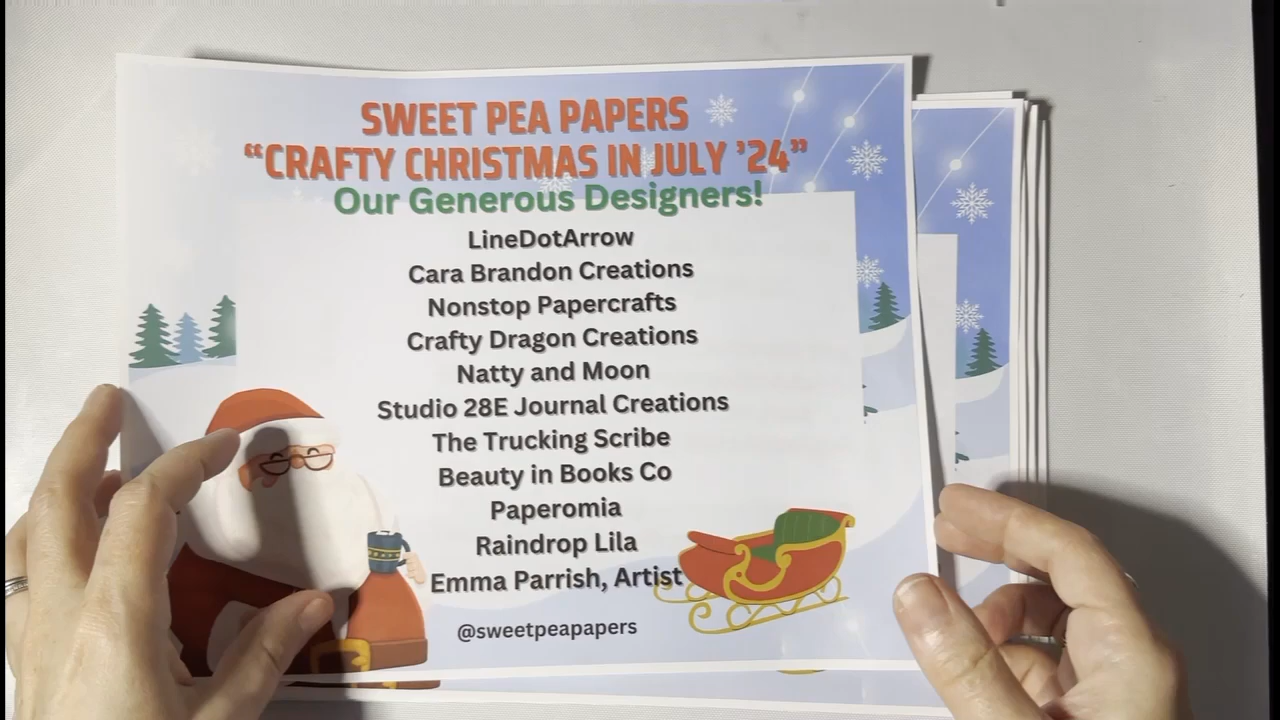 SWEET PEA PAPERS
“CRAFTY CHRISTMAS IN JULY ’24”
Our Generous Designers!
LineDotArrow
Cara Brandon Creations
Nonstop Papercrafts
Crafty Dragon Creations
Natty and Moon
Studio 28E Journal Creations
The Trucking Scribe
Beauty in Books Co
Paperomia
Raindrop Lila
Emma Parrish, Artist
@sweetpeapapers